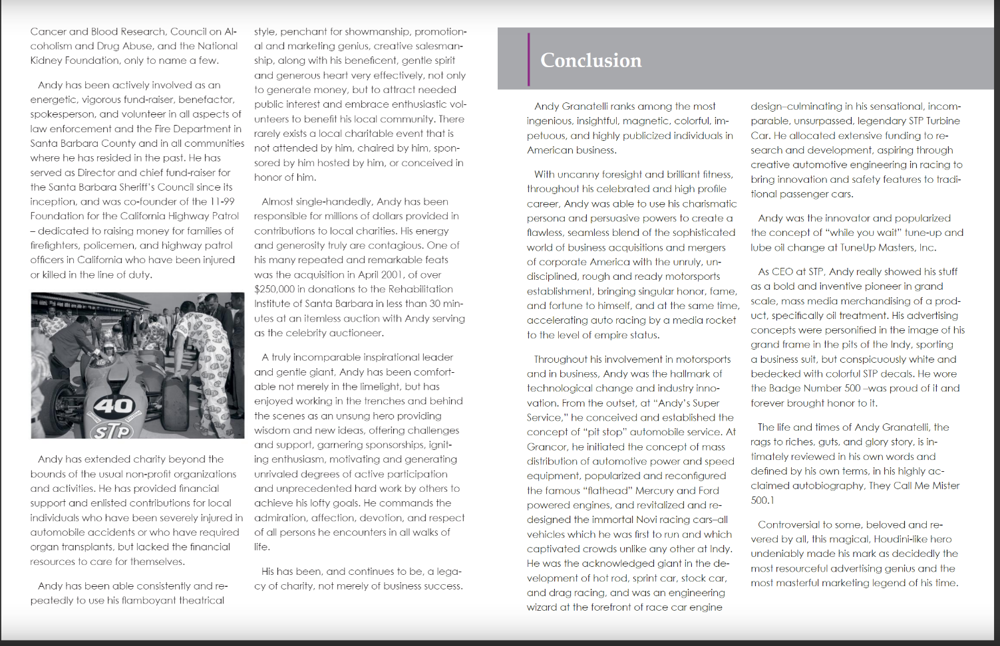 Cancer and Blood Research, Council on Al-
coholism and Drug Abuse, and the National
Kidney Foundation, only to name a few.
Andy has been actively involved as an
energetic, vigorous fund-raiser, benefactor,
spokesperson, and volunteer in all aspects of
law enforcement and the Fire Department in
Santa Barbara County and in all communities
where he has resided in the past. He has
served as Director and chief fund-raiser for
the Santa Barbara Sheriff's Council since its
inception, and was co-founder of the 11-99
Foundation for the California Highway Patrol
– dedicated to raising money for families of
firefighters, policemen, and highway patrol
officers in California who have been injured
or killed in the line of duty.
40
STP
Andy has extended charity beyond the
bounds of the usual non-profit organizations
and activities. He has provided financial
support and enlisted contributions for local
individuals who have been severely injured in
automobile accidents or who have required
organ transplants, but lacked the financial
resources to care for themselves.
Andy has been able consistently and re-
peatedly to use his flamboyant theatrical
style, penchant for showmanship, promotion-
al and marketing genius, creative salesman-
ship, along with his beneficent, gentle spirit
and generous heart very effectively, not only
to generate money, but to attract needed
public interest and embrace enthusiastic vol-
unteers to benefit his local community. There
rarely exists a local charitable event that is
not attended by him, chaired by him, spon-
sored by him hosted by him, or conceived in
honor of him.
Almost single-handedly, Andy has been
responsible for millions of dollars provided in
contributions to local charities. His energy
and generosity truly are contagious. One of
his many repeated and remarkable feats
was the acquisition in April 2001, of over
$250,000 in donations to the Rehabilitation
Institute of Santa Barbara in less than 30 min-
utes at an itemless auction with Andy serving
as the celebrity auctioneer.
A truly incomparable inspirational leader
and gentle giant, Andy has been comfort-
able not merely in the limelight, but has
enjoyed working in the trenches and behind
the scenes as an unsung hero providing
wisdom and new ideas, offering challenges
and support, garnering sponsorships, ignit-
ing enthusiasm, motivating and generating
unrivaled degrees of active participation
and unprecedented hard work by others to
achieve his lofty goals. He commands the
admiration, affection, devotion, and respect
of all persons he encounters in all walks of
life.
His has been, and continues to be, a lega-
cy of charity, not merely of business success.
Conclusion
Andy Granatelli ranks among the most
ingenious, insightful, magnetic, colorful, im-
petuous, and highly publicized individuals in
American business.
With uncanny foresight and brilliant fitness,
throughout his celebrated and high profile
career, Andy was able to use his charismatic
persona and persuasive powers to create a
flawless, seamless blend of the sophisticated
world of business acquisitions and mergers
of corporate America with the unruly, un-
disciplined, rough and ready motorsports
establishment, bringing singular honor, fame,
and fortune to himself, and at the same time,
accelerating auto racing by a media rocket
to the level of empire status.
Throughout his involvement in motorsports
and in business, Andy was the hallmark of
technological change and industry inno-
vation. From the outset, at “Andy’s Super
Service,” he conceived and established the
concept of “pit stop” automobile service. At
Grancor, he initiated the concept of mass
distribution of automotive power and speed
equipment, popularized and reconfigured
the famous “flathead” Mercury and Ford
powered engines, and revitalized and re-
designed the immortal Novi racing cars–all
vehicles which he was first to run and which
captivated crowds unlike any other at Indy.
He was the acknowledged giant in the de-
velopment of hot rod, sprint car, stock car,
and drag racing, and was an engineering
wizard at the forefront of race car engine
design–culminating in his sensational, incom-
parable, unsurpassed, legendary STP Turbine
Car. He allocated extensive funding to re-
search and development, aspiring through
creative automotive engineering in racing to
bring innovation and safety features to tradi-
tional passenger cars.
Andy was the innovator and popularized
the concept of “while you wait” tune-up and
lube oil change at TuneUp Masters, Inc.
As CEO at STP, Andy really showed his stuff
as a bold and inventive pioneer in grand
scale, mass media merchandising of a prod-
uct, specifically oil treatment. His advertising
concepts were personified in the image of his
grand frame in the pits of the Indy, sporting
a business suit, but conspicuously white and
bedecked with colorful STP decals. He wore
the Badge Number 500 –was proud of it and
forever brought honor to it.
The life and times of Andy Granatelli, the
rags to riches, guts, and glory story, is in-
timately reviewed in his own words and
defined by his own terms, in his highly ac-
claimed autobiography, They Call Me Mister
500.1
Controversial to some, beloved and re-
vered by all, this magical, Houdini-like hero
undeniably made his mark as decidedly the
most resourceful advertising genius and the
most masterful marketing legend of his time.